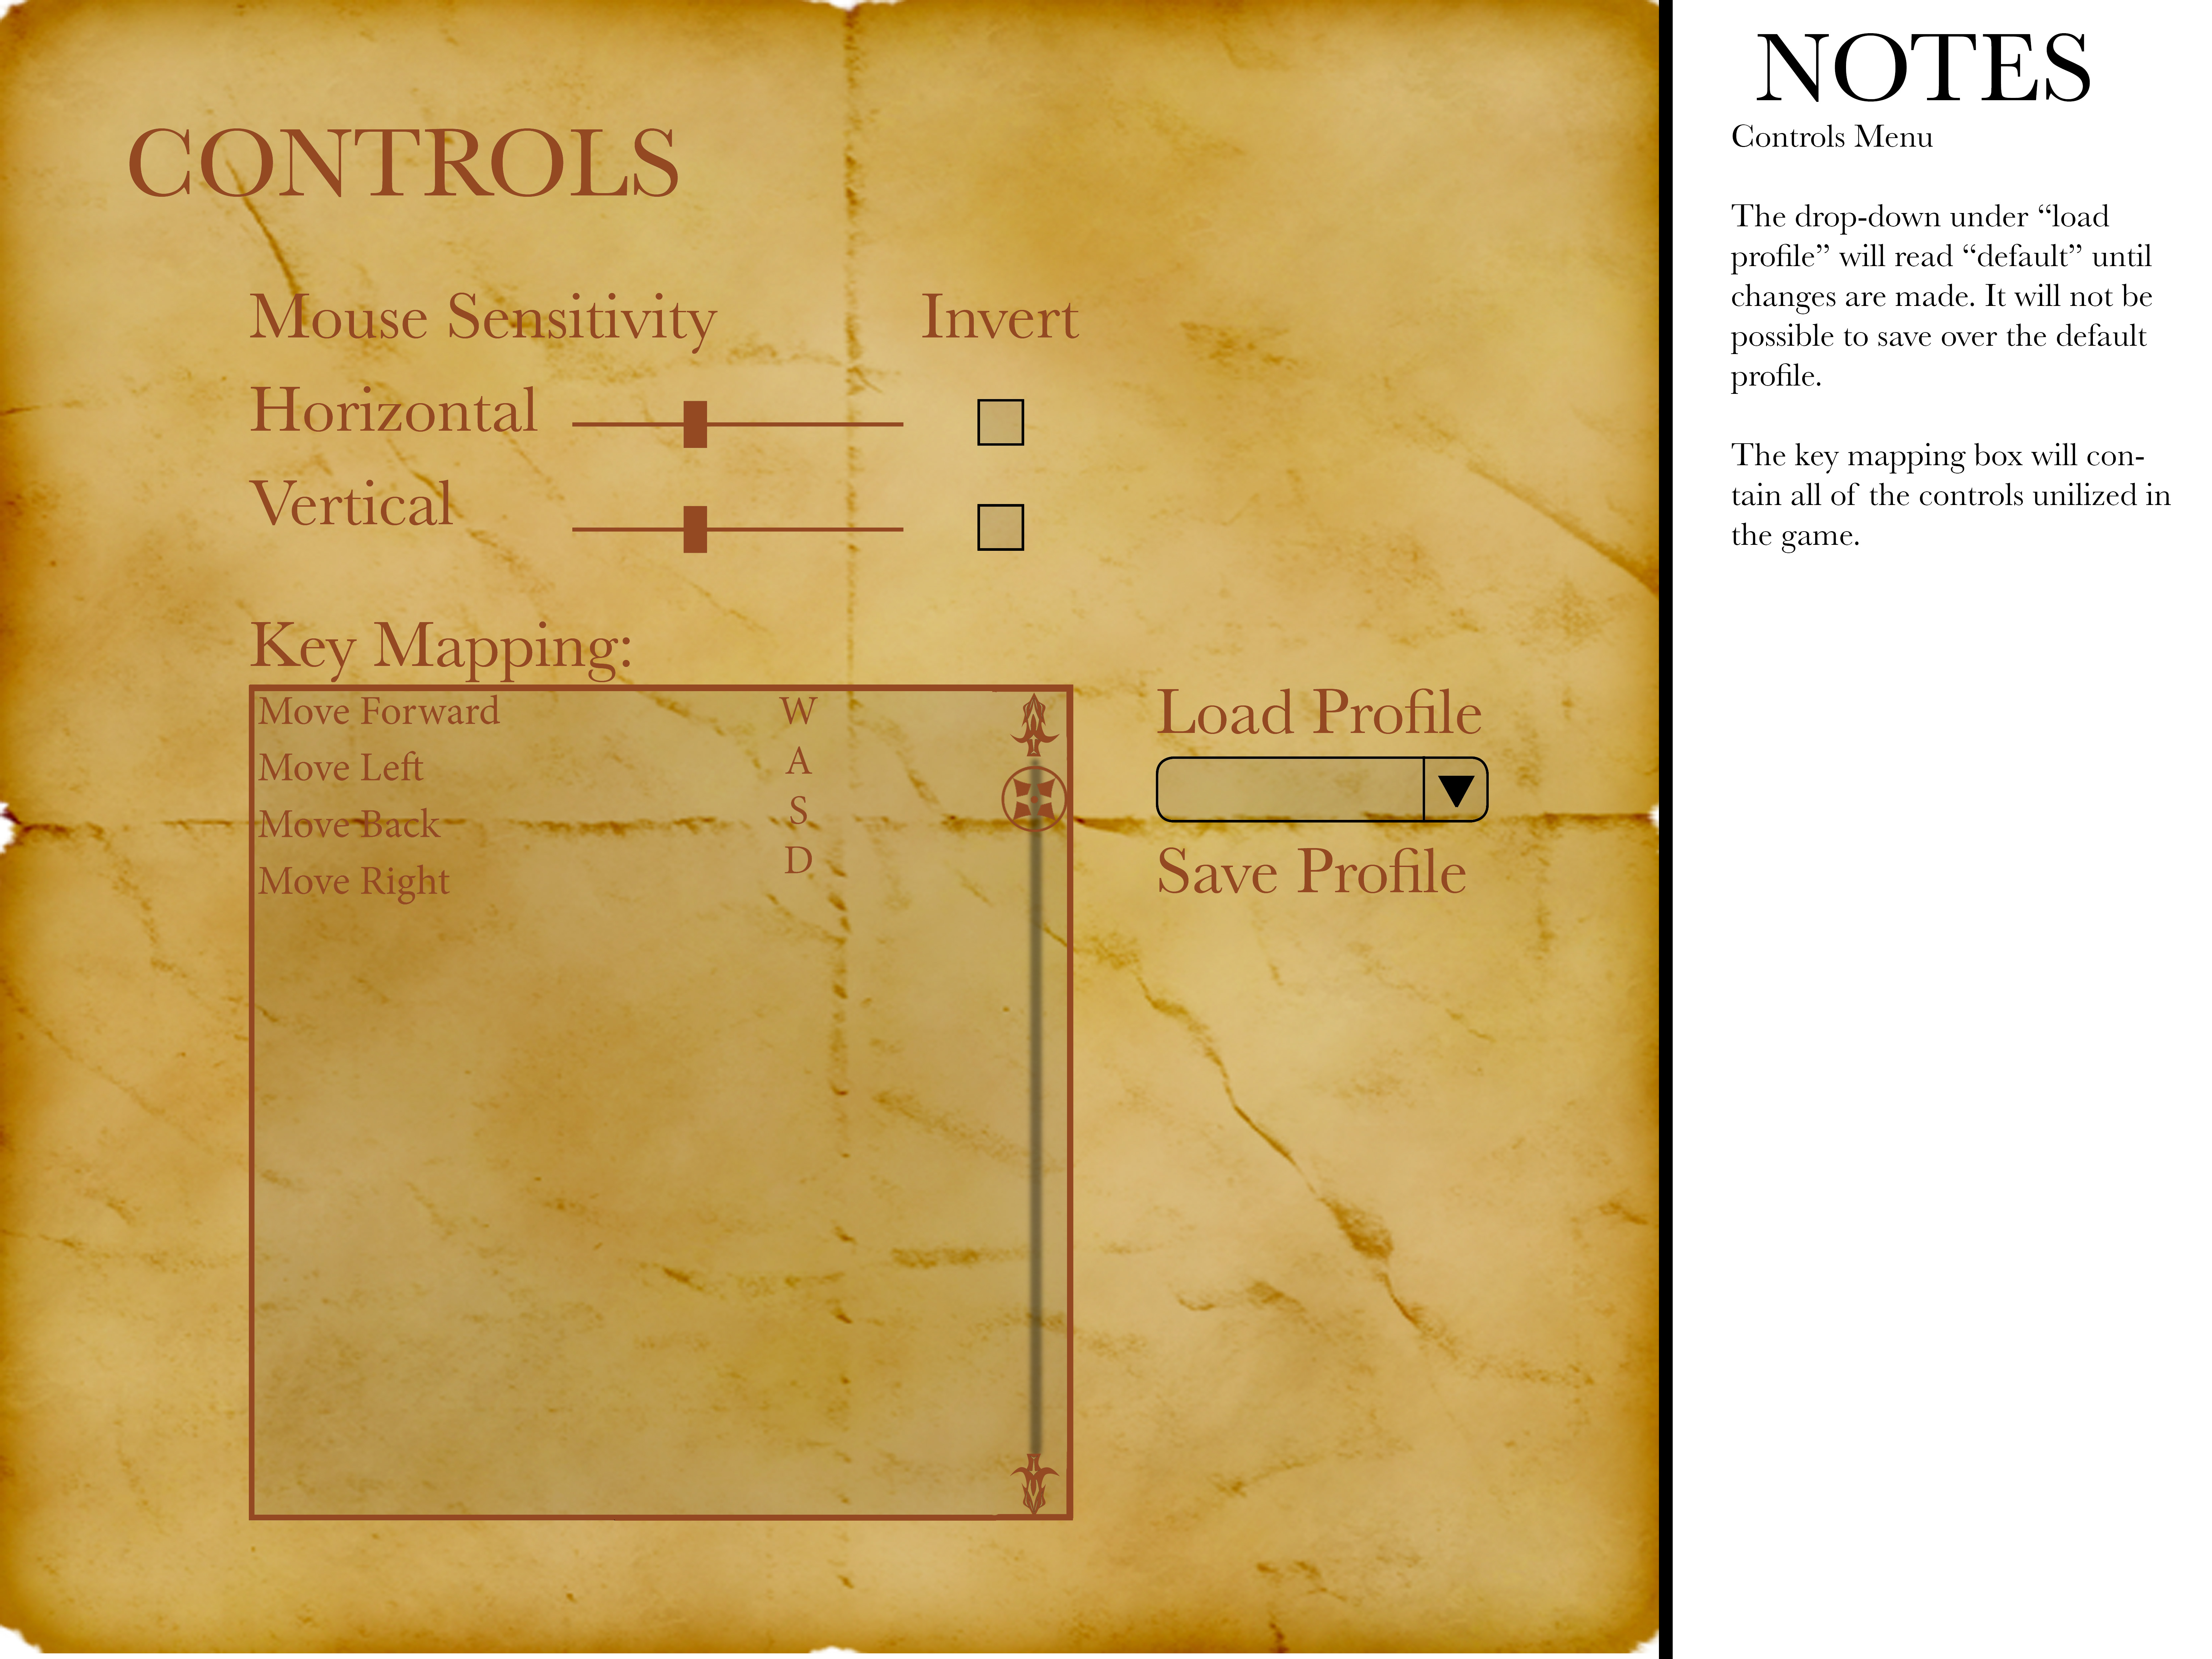 CONTROLS
Mouse Sensitivity Invert
Horizontal
Vertical
Key Mapping:
Move Forward W
Move Left A
Move Back S
Move Right D
Load Profile
Save Profile
NOTES
Controls Menu
The drop-down under “load
profile” will read “default” until
changes are made. It will not be
possible to save over the default
profile.
The key mapping box will con-
tain all of the controls unilized in
the game.